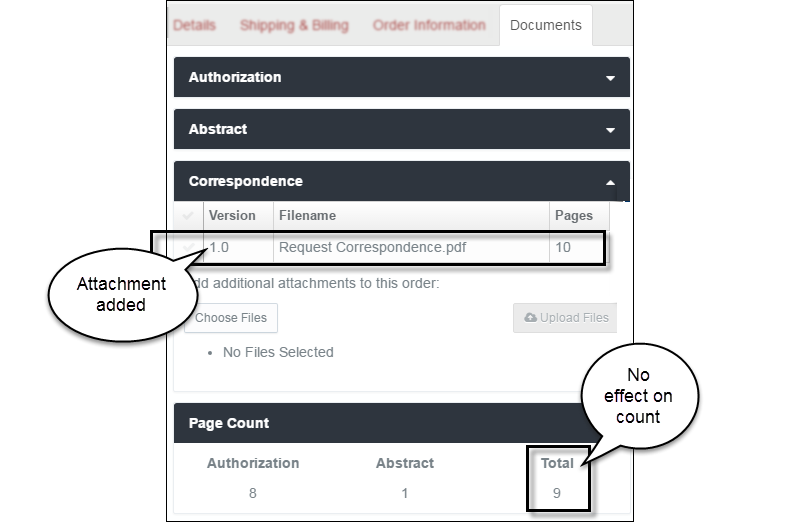 Details Shipping & Billing Order Information Documents
Authorization
Abstract
Correspondence
Version Filename Pages
1.0 Request Correspondence.pdf 10
Attachment
added
dd additional attachments to this order:
Choose Files Upload Files
• No Files Selected
No
effect on
count
Page Count
Authorization Abstract Total
8 1 9